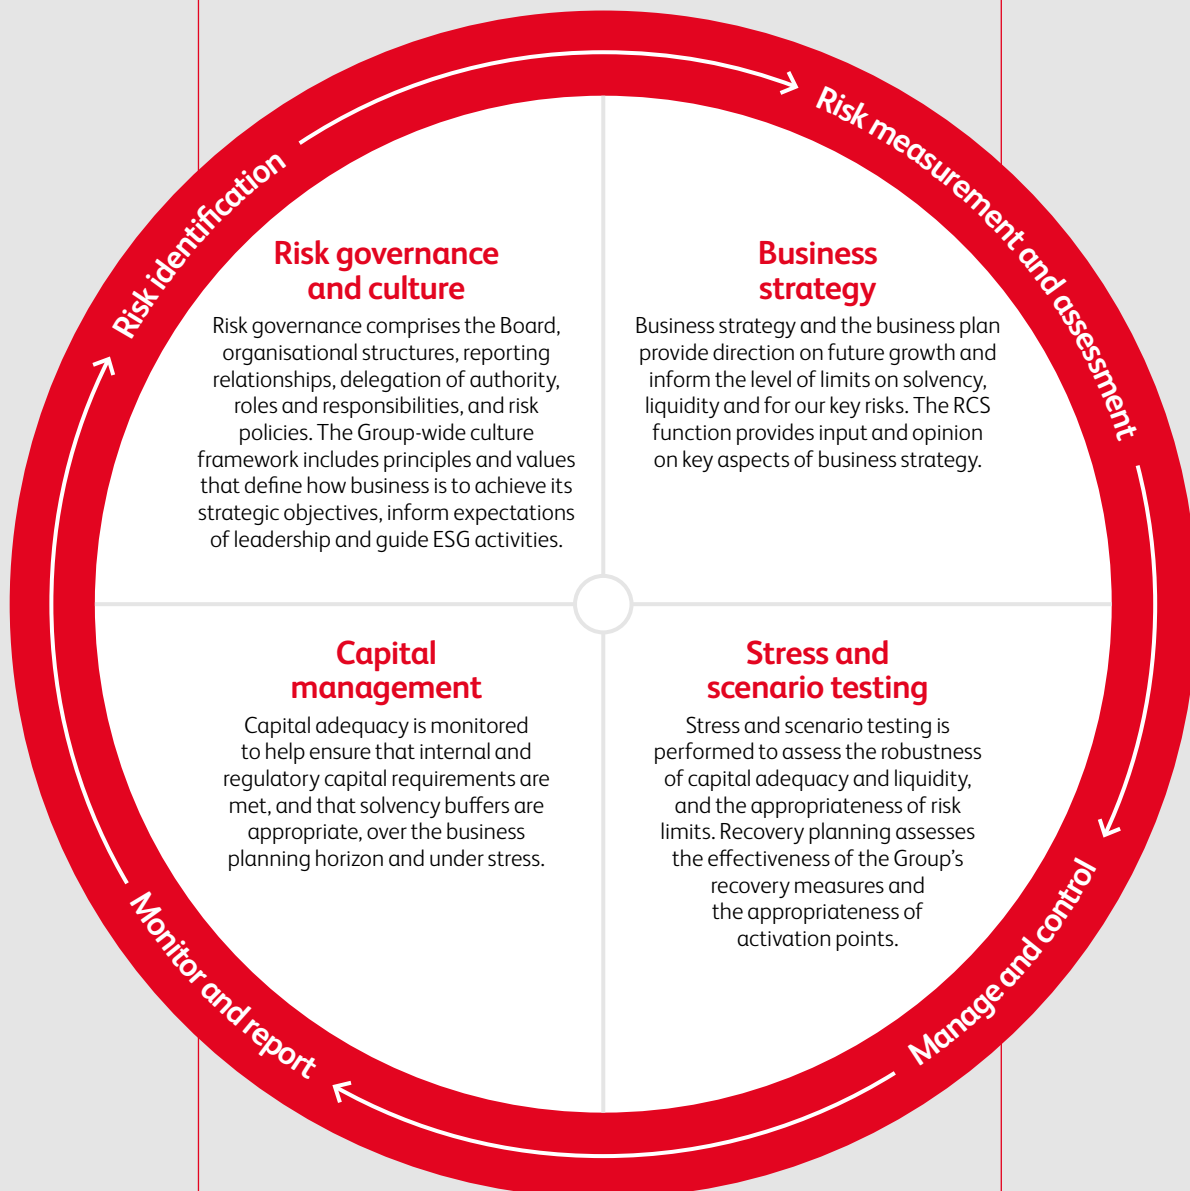 Risk identification
Risk measurement and assessment
Manage and control
Monitor and report
Risk governance
and culture
Risk governance comprises the Board,
organisational structures, reporting
relationships, delegation of authority,
roles and responsibilities, and risk
policies. The Group-wide culture
framework includes principles and values
that define how business is to achieve its
strategic objectives, inform expectations
of leadership and guide ESG activities.
Business
strategy
Business strategy and the business plan
provide direction on future growth and
inform the level of limits on solvency,
liquidity and for our key risks. The RCS
function provides input and opinion
on key aspects of business strategy.
Capital
management
Capital adequacy is monitored
to help ensure that internal and
regulatory capital requirements are
met, and that solvency buffers are
appropriate, over the business
planning horizon and under stress.
Stress and
scenario testing
Stress and scenario testing is
performed to assess the robustness
of capital adequacy and liquidity,
and the appropriateness of risk
limits. Recovery planning assesses
the effectiveness of the Group’s
recovery measures and
the appropriateness of
activation points.